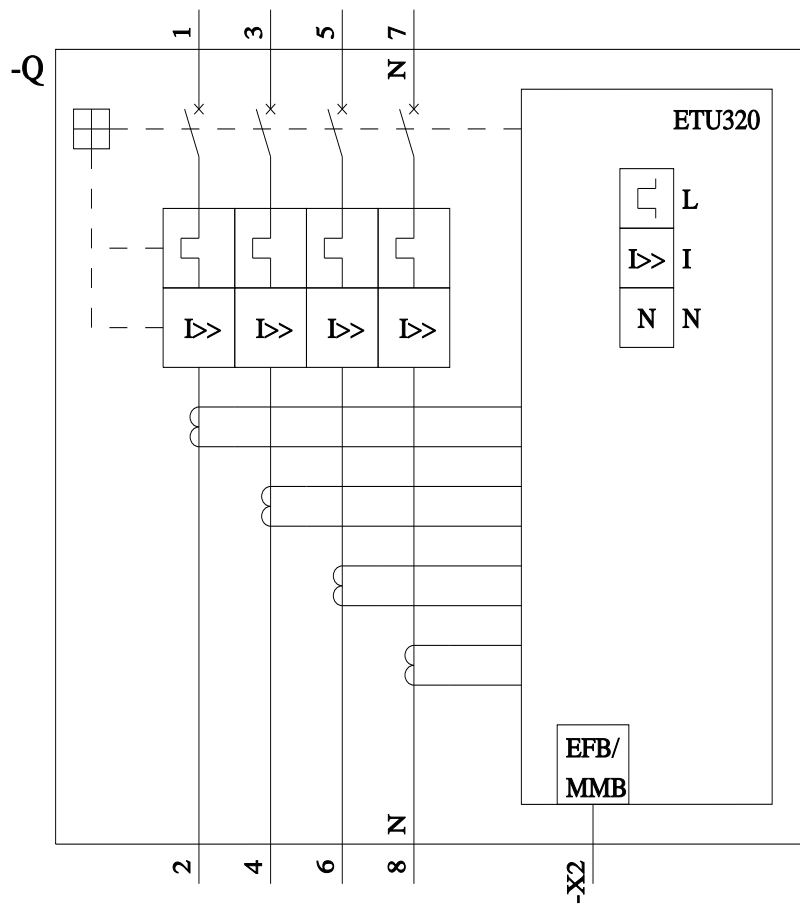 1 3 5 7
-Q
N
ETU320
L
I>> I
N N
I>> I>> I>> I>>
EFB/
MMB
N
2 4 6 8
-X2